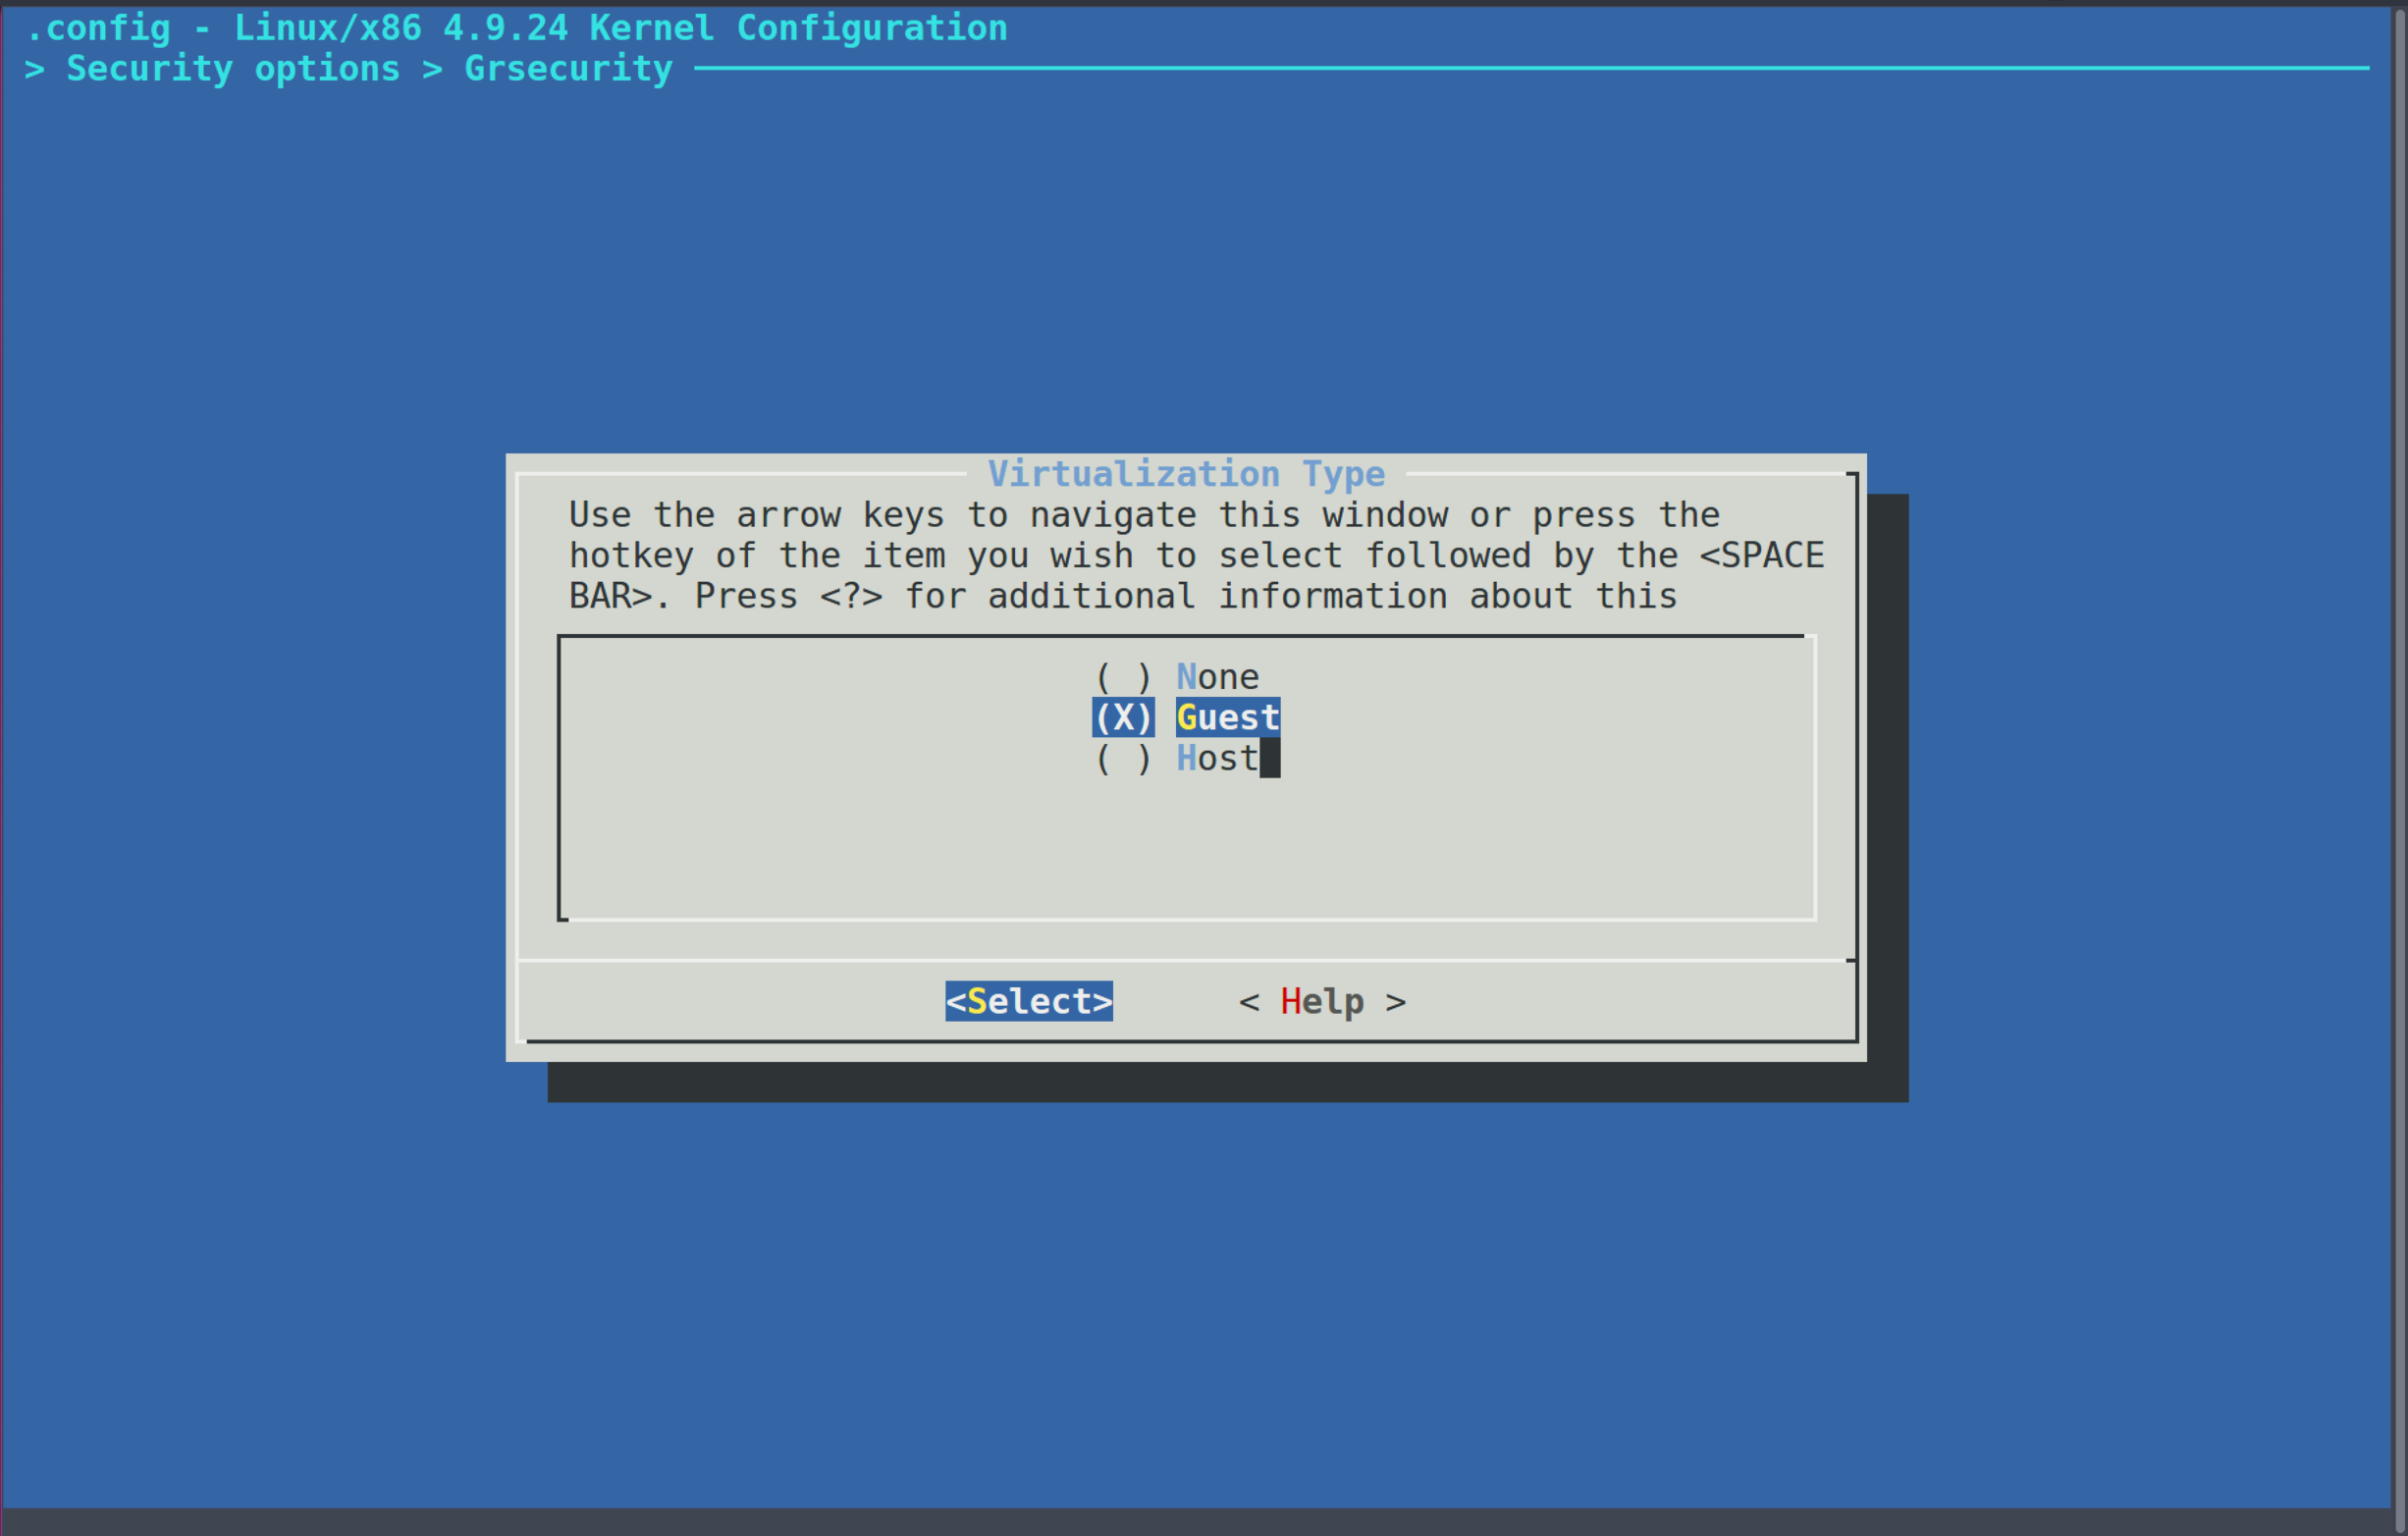 .config - Linux/x86 4.9.24 Kernel Configuration
> Security options > Grsecurity
Virtualization Type
Use the arrow keys to navigate this window or press the
hotkey of the item you wish to select followed by the <SPACE
BAR>. Press <?> for additional information about this
( ) None
(X) Guest
( ) Host
<Select> < Help >